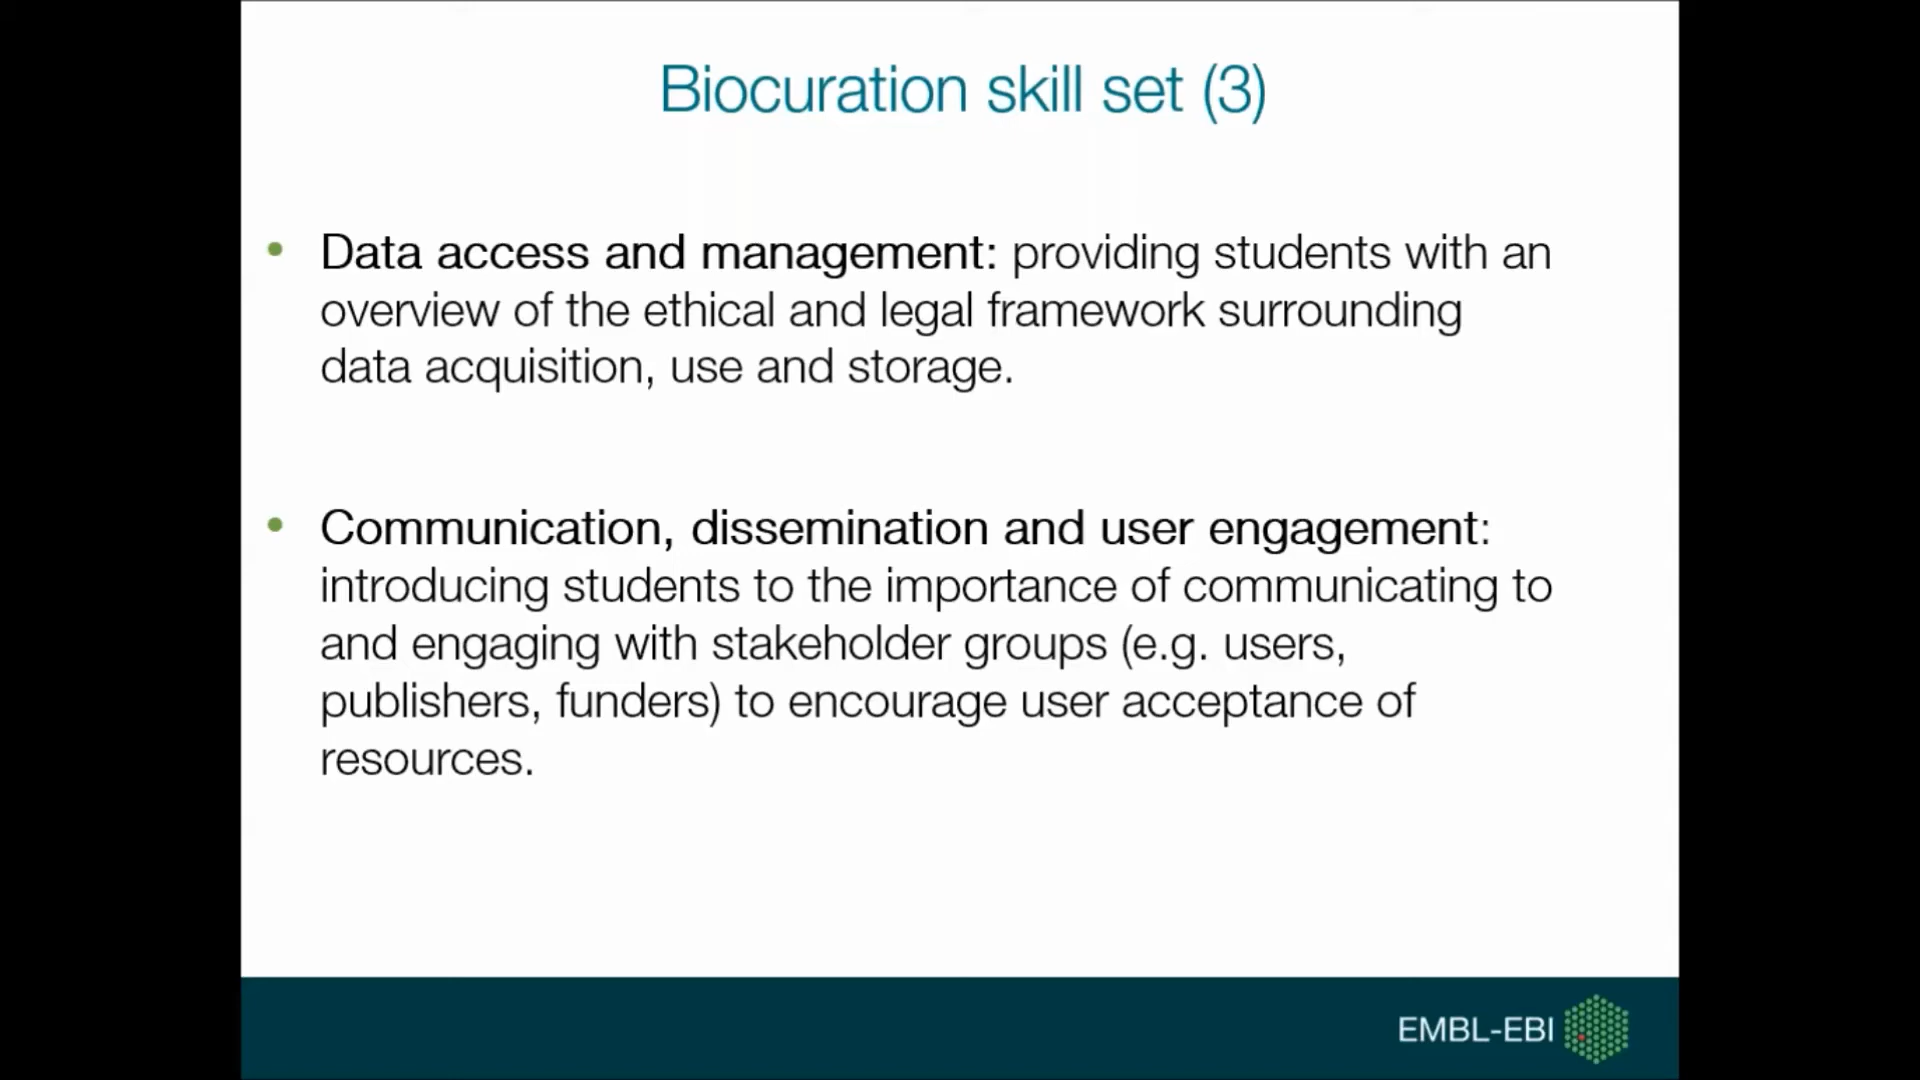 Biocuration skill set (3)
• Data access and management: providing students with an
overview of the ethical and legal framework surrounding
data acquisition, use and storage.
• Communication, dissemination and user engagement:
introducing students to the importance of communicating to
and engaging with stakeholder groups (e.g. users,
publishers, funders) to encourage user acceptance of
resources.
EMBL-EBI